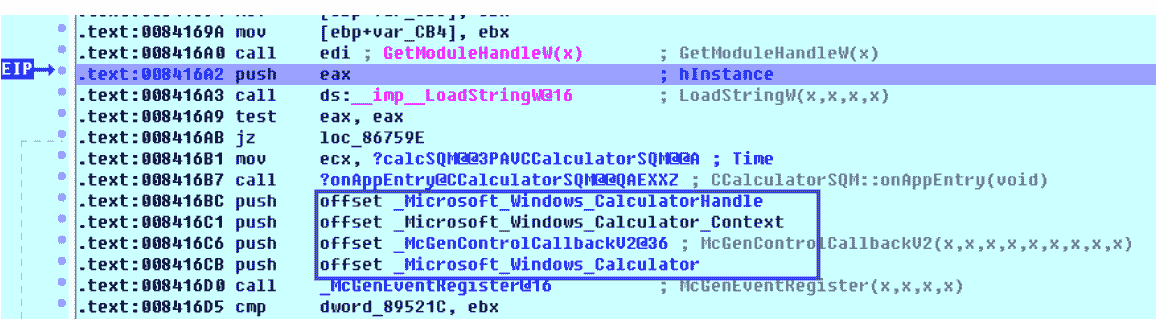 .text:0084169A mov [ebp+var_CB4], ebx
.text:008416A0 call edi ; GetModuleHandleW(x) ; GetModuleHandleW(x)
EIP .text:008416A2 push eax ; hInstance
.text:008416A3 call ds:__imp__LoadStringW@16 ; LoadStringW(x,x,x,x)
.text:008416A9 test eax, eax
.text:008416AB jz loc_86759E
.text:008416B1 mov ecx, ?calcSQM@@3PAVCCalculatorSQM@@A ; Time
.text:008416B7 call ?onAppEntry@CCalculatorSQM@@QAEXXZ ; CCalculatorSQM::onAppEntry(void)
.text:008416BC push offset _Microsoft_Windows_CalculatorHandle
.text:008416C1 push offset _Microsoft_Windows_Calculator_Context
.text:008416C6 push offset _McGenControlCallbackV2@36 ; McGenControlCallbackV2(x,x,x,x,x,x,x,x,x)
.text:008416CB push offset _Microsoft_Windows_Calculator
.text:008416D0 call _McGenEventRegister@16 ; McGenEventRegister(x,x,x,x)
.text:008416D5 cmp dword_89521C, ebx